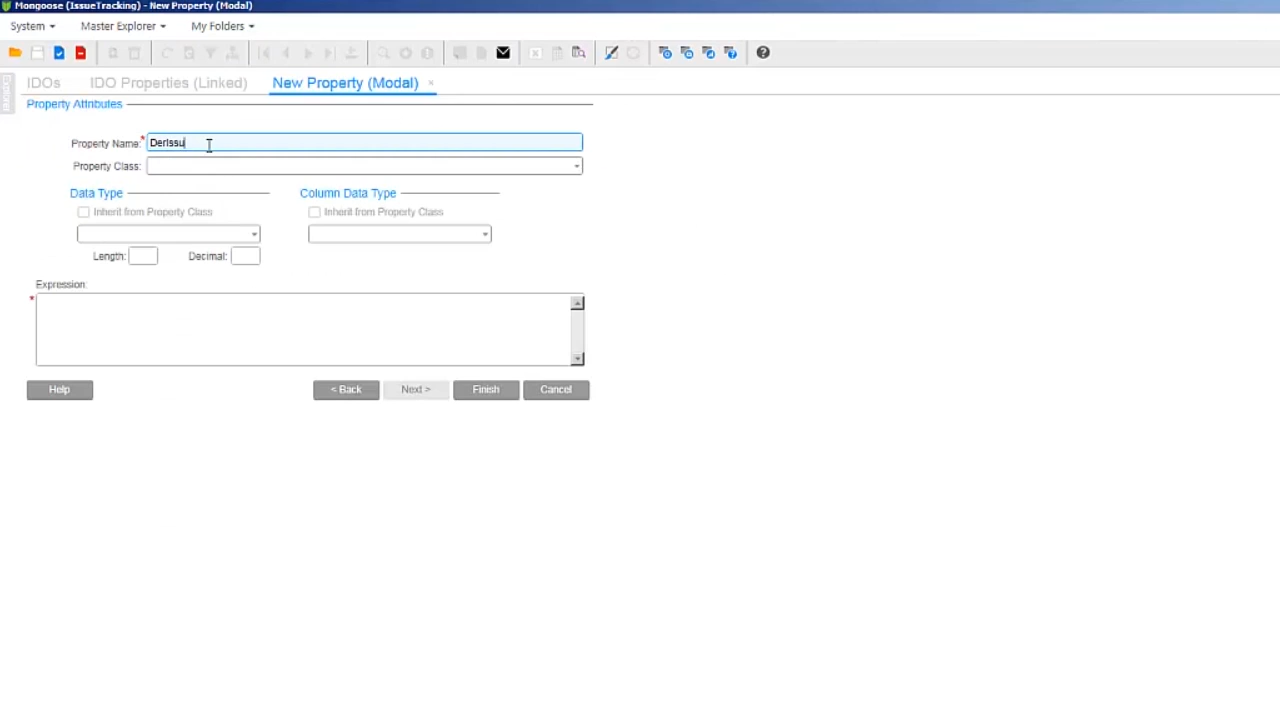 Mongoose (IssueTracking) - New Property (Modal)
System Master Explorer My Folders
IDOs IDO Properties (Linked) New Property (Modal) ×
Explorer
Property Attributes
Property Name:* DerIssu
Property Class:
Data Type Column Data Type
Inherit from Property Class Inherit from Property Class
Length: Decimal:
Expression:
*
Help < Back Next > Finish Cancel